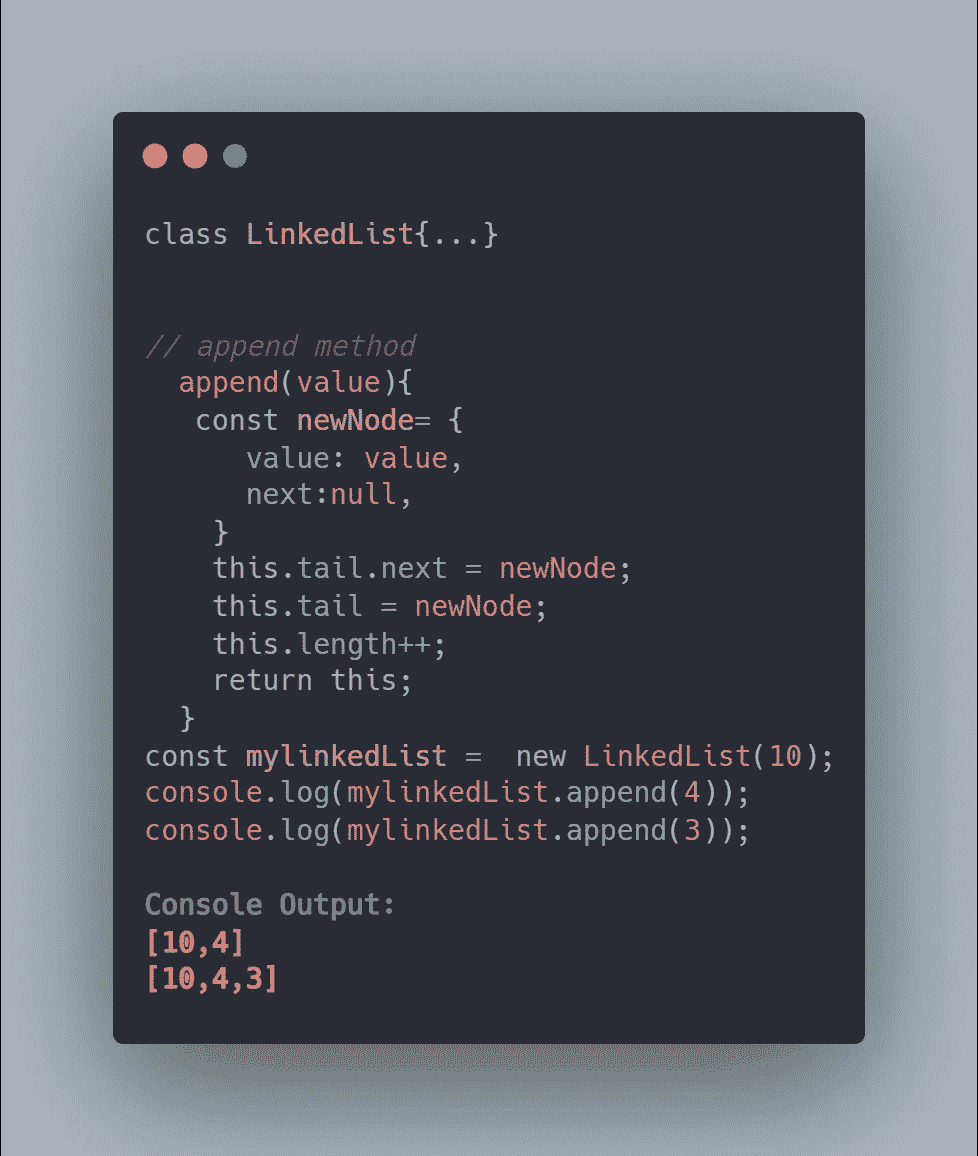 class LinkedList{...}
// append method
append(value){
const newNode= {
value: value,
next:null,
}
this.tail.next = newNode;
this.tail = newNode;
this.length++;
return this;
}
const mylinkedList =  new LinkedList(10);
console.log(mylinkedList.append(4));
console.log(mylinkedList.append(3));
Console Output:
[10,4]
[10,4,3]